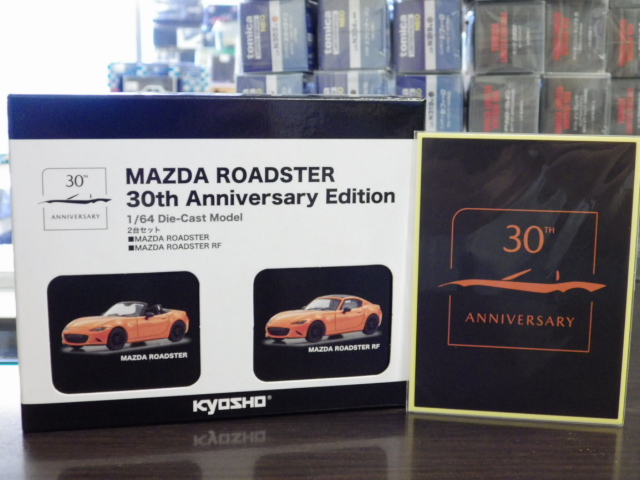 30TH
ANNIVERSARY
MAZDA ROADSTER
30th Anniversary Edition
1/64 Die-Cast Model
2台セット
■MAZDA ROADSTER
■MAZDA ROADSTER RF
MAZDA ROADSTER
MAZDA ROADSTER RF
KYOSHO®
30TH
ANNIVERSARY
tomica